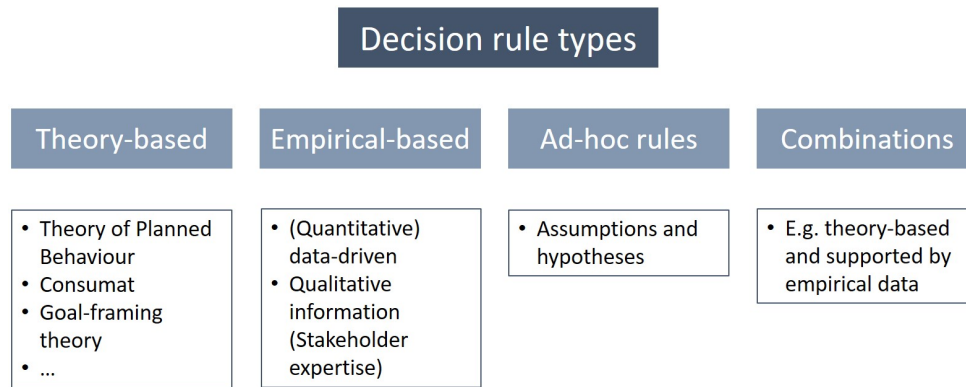 Decision rule types
Theory-based
Empirical-based
Ad-hoc rules
Combinations
• Theory of Planned
Behaviour
• Consumat
• Goal-framing
theory
• ...
• (Quantitative)
data-driven
• Qualitative
information
(Stakeholder
expertise)
• Assumptions and
hypotheses
• E.g. theory-based
and supported by
empirical data